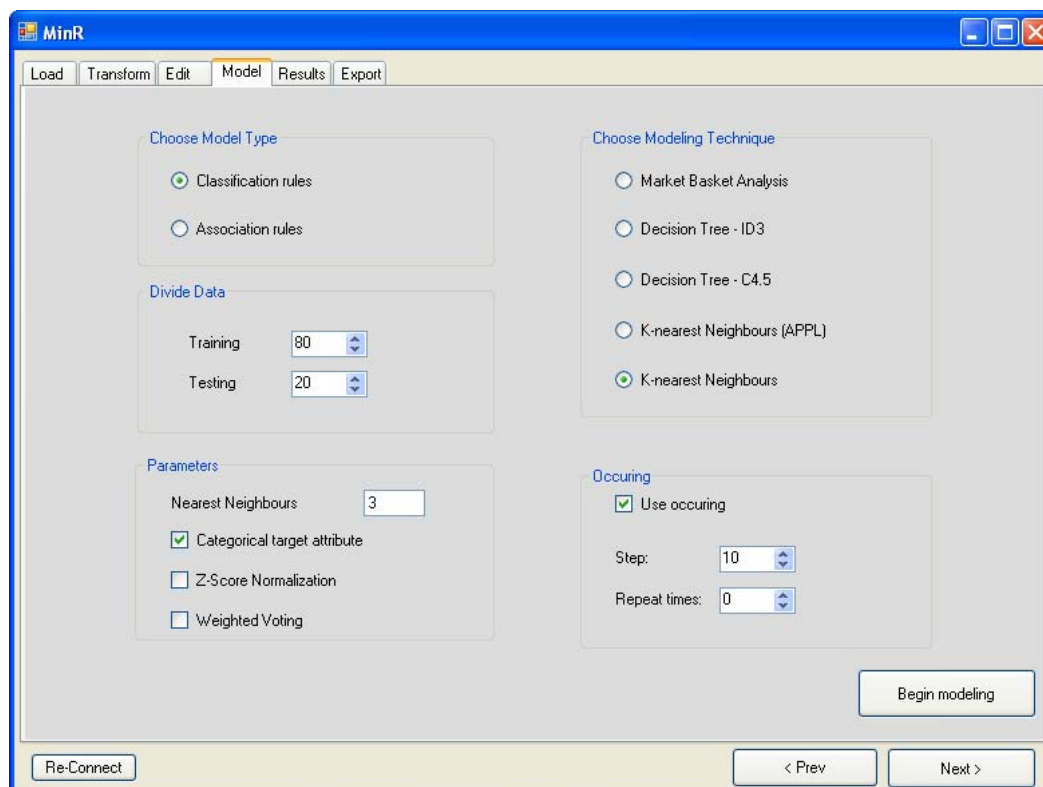 MinR
Load Transform Edit Model Results Export
Choose Model Type
Classification rules
Association rules
Divide Data
Training 80
Testing 20
Parameters
Nearest Neighbours 3
Categorical target attribute
Z-Score Normalization
Weighted Voting
Choose Modeling Technique
Market Basket Analysis
Decision Tree - ID3
Decision Tree - C4.5
K-nearest Neighbours (APPL)
K-nearest Neighbours
Occuring
Use occuring
Step: 10
Repeat times: 0
Begin modeling
Re-Connect
< Prev
Next >